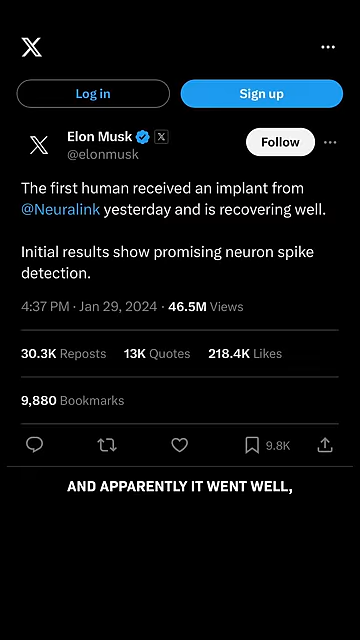 Log in
Sign up
Elon Musk
@elonmusk
Follow
The first human received an implant from
@Neuralink yesterday and is recovering well.
Initial results show promising neuron spike
detection.
4:37 PM · Jan 29, 2024 · 46.5M Views
30.3K Reposts 13K Quotes 218.4K Likes
9,880 Bookmarks
9.8K
AND APPARENTLY IT WENT WELL,